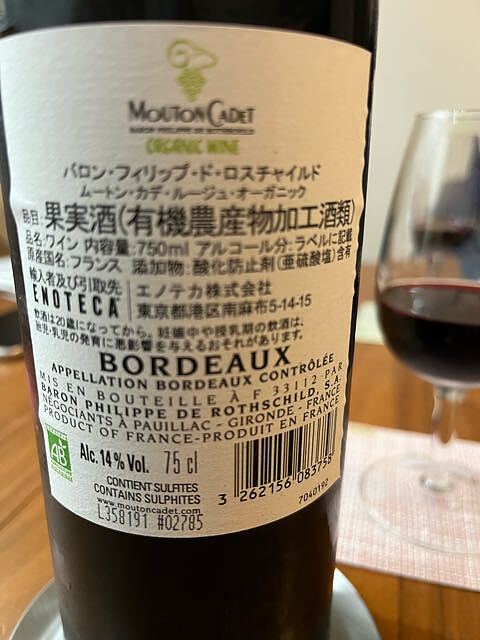 MOUTON CADET
BARON PHILIPPE DE ROTHSCHILD
ORGANIC WINE
バロン・フィリップ・ド・ロスチャイルド
ムートン・カデ・ルージュ・オーガニック
品目:果実酒(有機農産物加工酒類)
品名:ワイン 内容量:750ml アルコール分:ラベルに記載
原産国名:フランス 添加物:酸化防止剤(亜硫酸塩)含有
輸入者及び引取先 エノテカ株式会社
ENOTECA 東京都港区南麻布5-14-15
飲酒は20歳になってから。妊娠中や授乳期の飲酒は、
胎児・乳児の発育に悪影響を与えるおそれがあります。
BORDEAUX
APPELLATION BORDEAUX CONTRÔLÉE
MIS EN BOUTEILLE À F 33112 PAR
BARON PHILIPPE DE ROTHSCHILD, S.A.
NÉGOCIANTS À PAUILLAC - GIRONDE - FRANCE
PRODUCT OF FRANCE-PRODUIT EN FRANCE
AB
Alc. 14% Vol. 75 cl
CONTIENT SULFITES
CONTAINS SULPHITES
www.moutoncadet.com
L358191 #02785
3 262156 083758
7040192